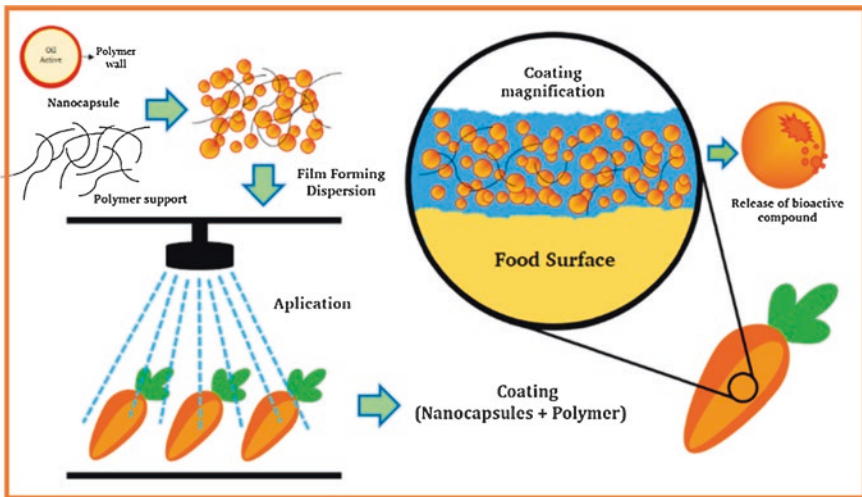 Oil
Active
Polymer
wall
Nanocapsule
Polymer support
Film Forming
Dispersion
Aplication
Coating
(Nanocapsules + Polymer)
Coating
magnification
Food Surface
Release of bioactive
compound